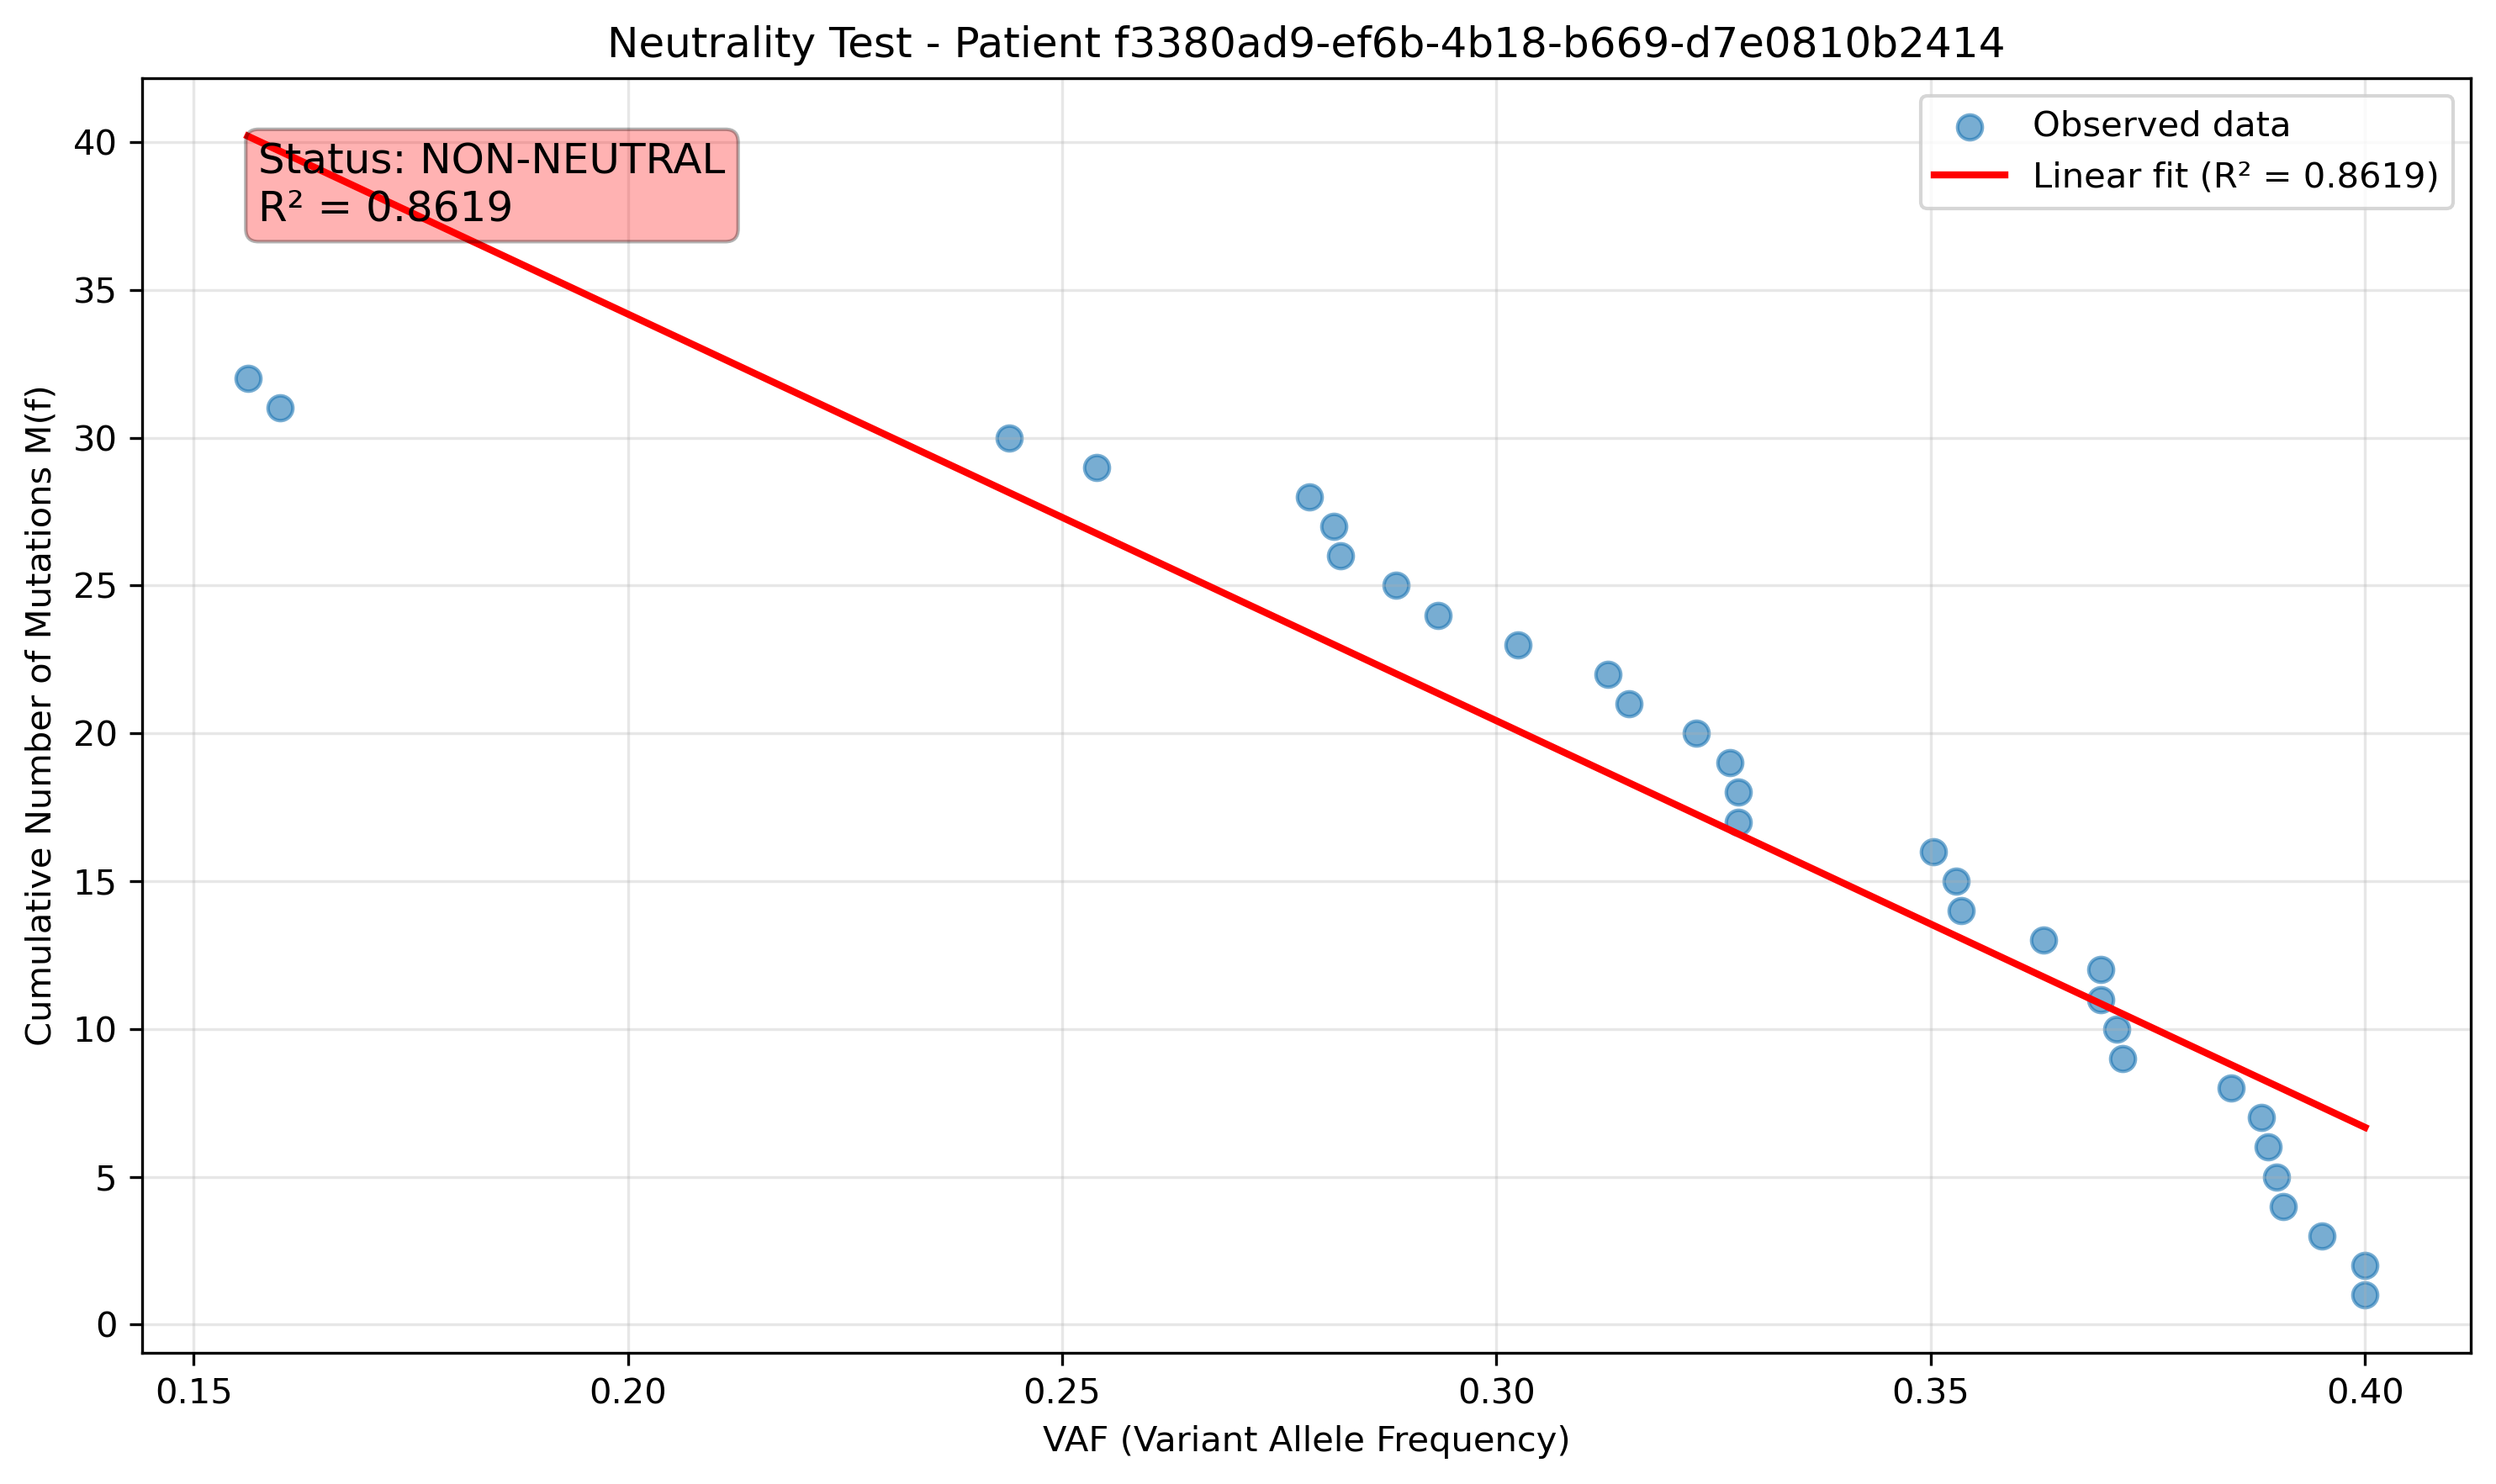 Neutrality Test - Patient f3380ad9-ef6b-4b18-b669-d7e0810b2414
Status: NON-NEUTRAL
R² = 0.8619
Observed data
Linear fit (R² = 0.8619)
Cumulative Number of Mutations M(f)
40
35
30
25
20
15
10
5
0
0.15 0.20 0.25 0.30 0.35 0.40
VAF (Variant Allele Frequency)